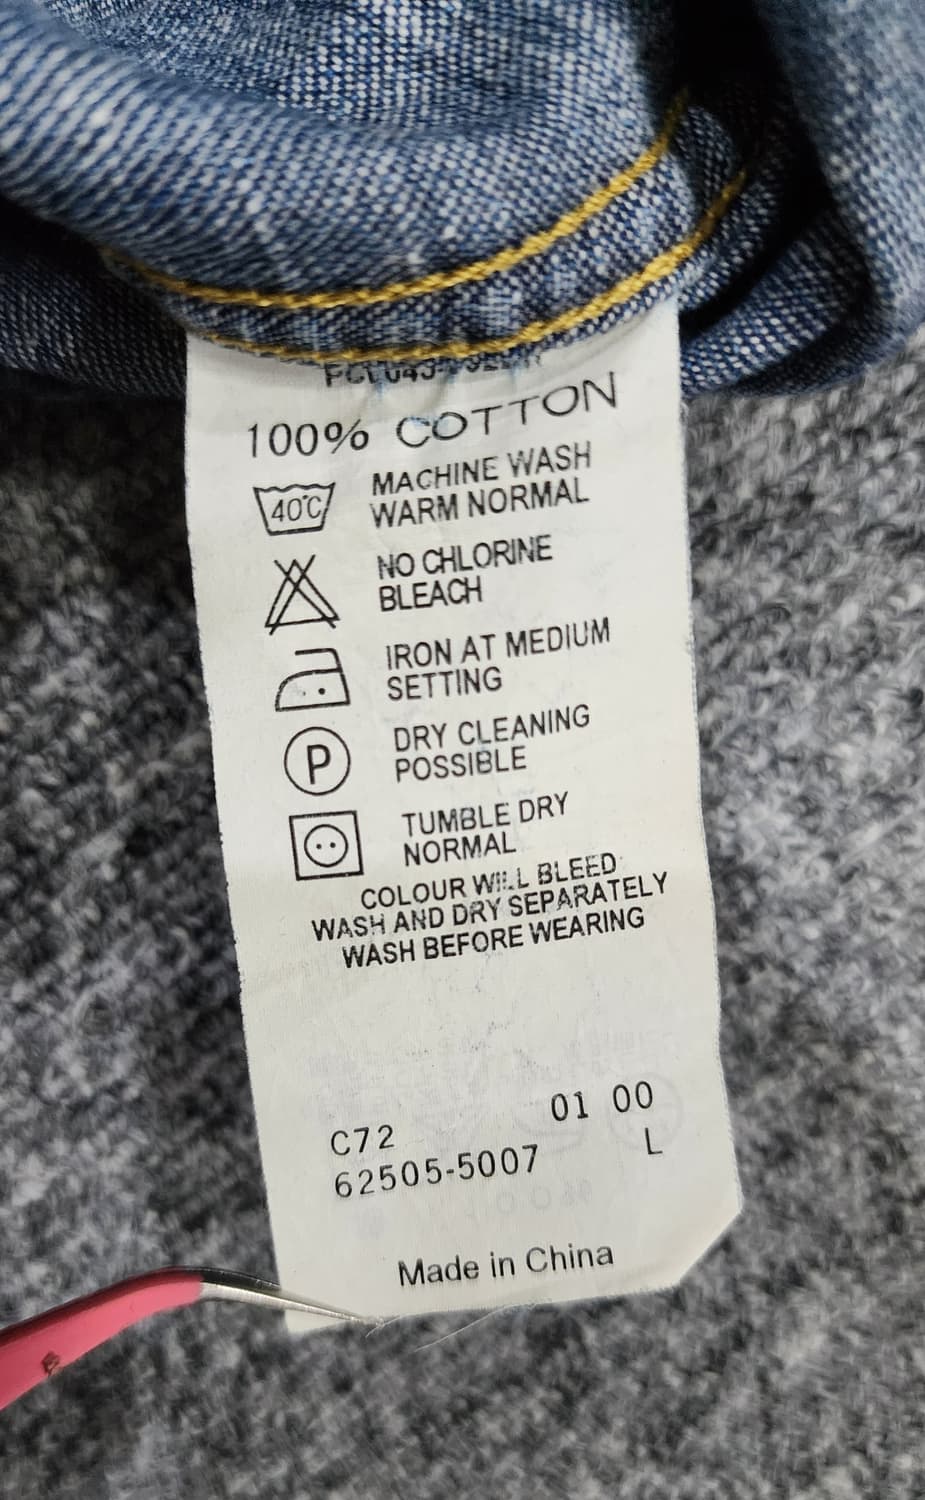 100% COTTON
40°C MACHINE WASH
WARM NORMAL
NO CHLORINE
BLEACH
IRON AT MEDIUM
SETTING
P DRY CLEANING
POSSIBLE
TUMBLE DRY
NORMAL
COLOUR WILL BLEED
WASH AND DRY SEPARATELY
WASH BEFORE WEARING
C72 01 00
62505-5007 L
Made in China